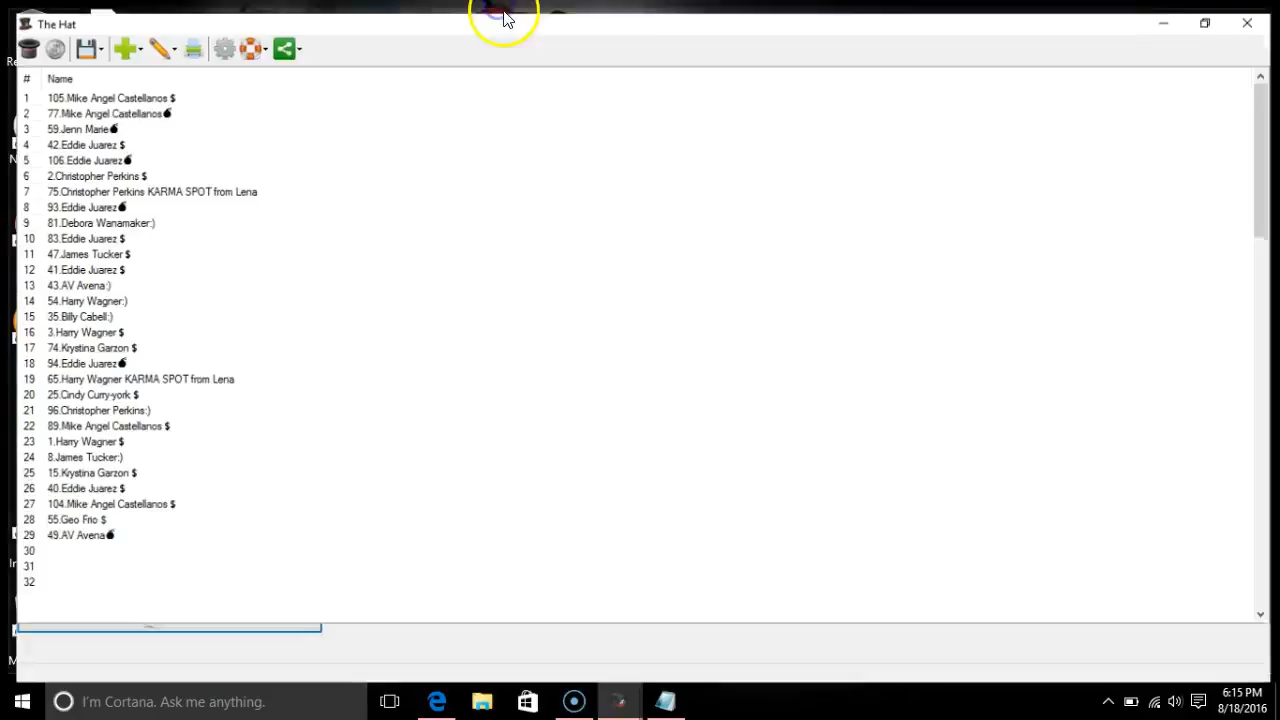 The Hat
# Name
1 105.Mike Angel Castellanos $
2 77.Mike Angel Castellanos💣
3 59.Jenn Marie💣
4 42.Eddie Juarez $
5 106.Eddie Juarez💣
6 2.Christopher Perkins $
7 75.Christopher Perkins KARMA SPOT from Lena
8 93.Eddie Juarez💣
9 81.Debora Wanamaker:)
10 83.Eddie Juarez $
11 47.James Tucker $
12 41.Eddie Juarez $
13 43.AV Avena:)
14 54.Harry Wagner:)
15 35.Billy Cabell:)
16 3.Harry Wagner $
17 74.Krystina Garzon $
18 94.Eddie Juarez💣
19 65.Harry Wagner KARMA SPOT from Lena
20 25.Cindy Curry-york $
21 96.Christopher Perkins:)
22 89.Mike Angel Castellanos $
23 1.Harry Wagner $
24 8.James Tucker:)
25 15.Krystina Garzon $
26 40.Eddie Juarez $
27 104.Mike Angel Castellanos $
28 55.Geo Frio $
29 49.AV Avena💣
30
31
32
I'm Cortana. Ask me anything.
6:15 PM
8/18/2016